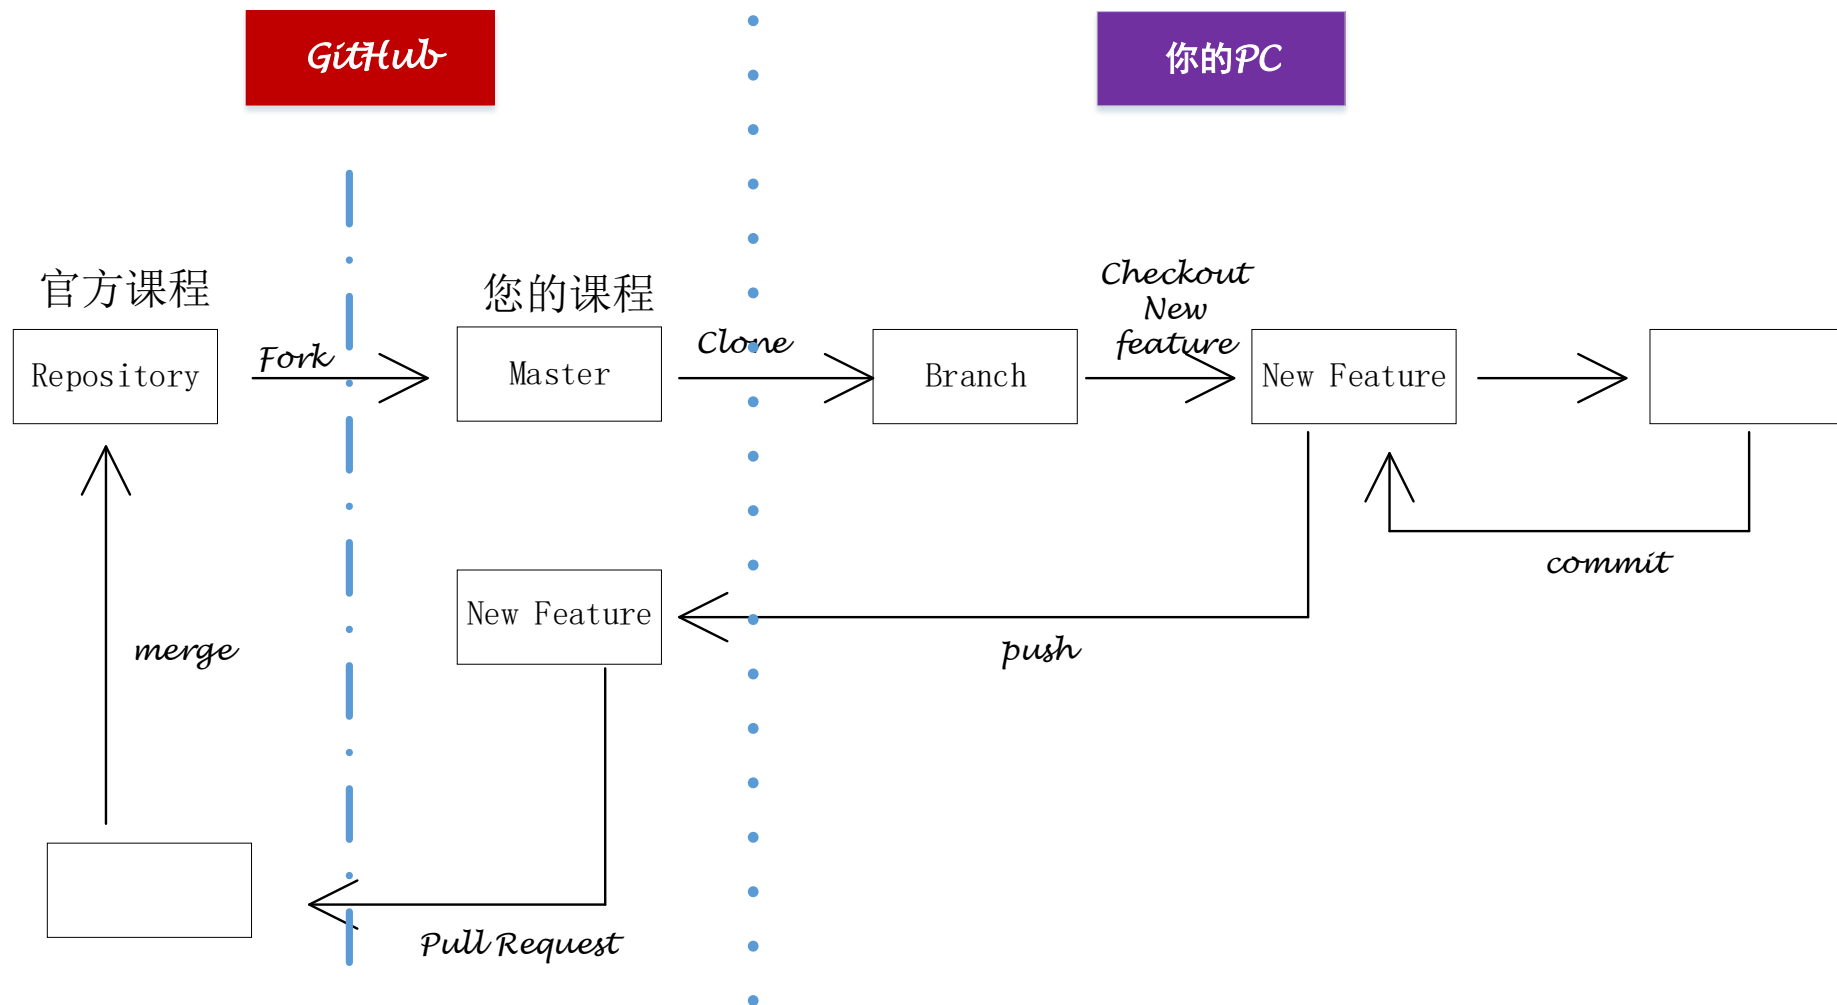 GitHub
你的PC
官方课程
您的课程
Repository
Fork
Master
Clone
Branch
Checkout
New
feature
New Feature
commit
New Feature
push
merge
Pull Request